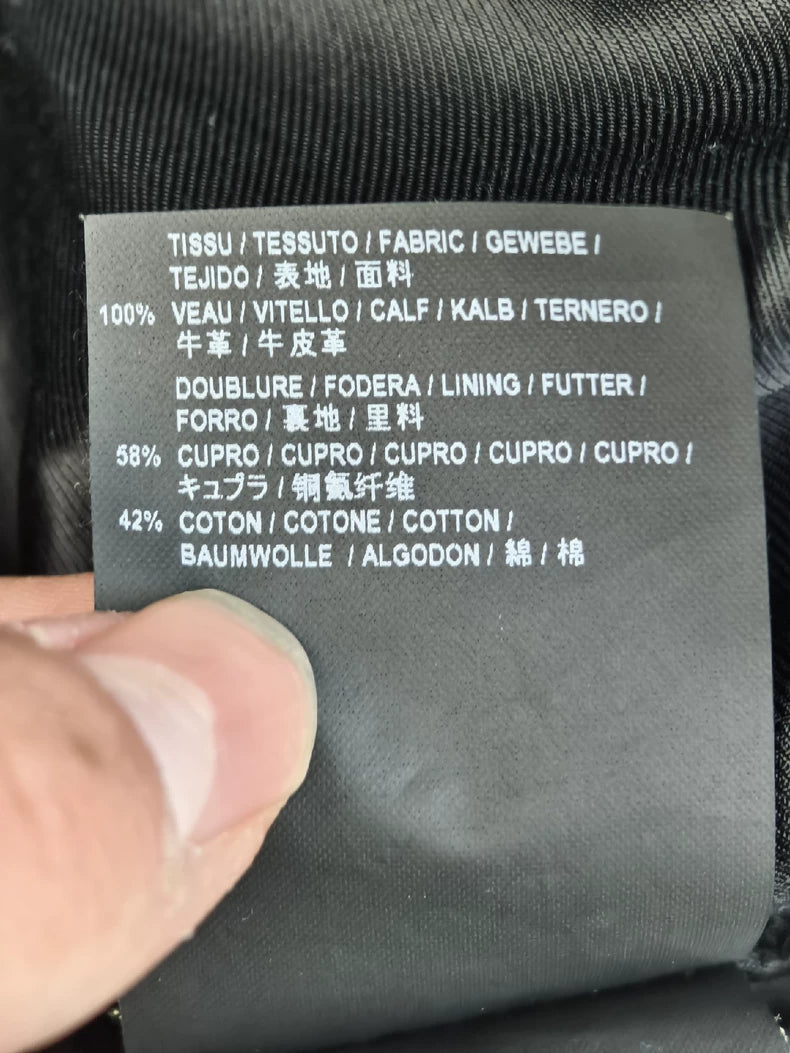 TISSU / TESSUTO / FABRIC / GEWEBE /
TEJIDO / 表地 / 面料
100% VEAU / VITELLO / CALF / KALB / TERNERO /
牛革 / 牛皮革
DOUBLURE / FODERA / LINING / FUTTER /
FORRO / 裏地 / 里料
58% CUPRO / CUPRO / CUPRO / CUPRO / CUPRO /
キュプラ / 铜氨纤维
42% COTON / COTONE / COTTON /
BAUMWOLLE / ALGODON / 綿 / 棉